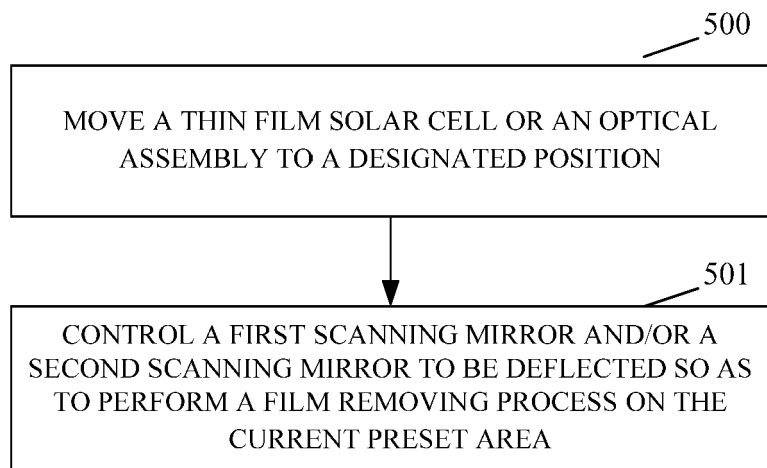 500
MOVE A THIN FILM SOLAR CELL OR AN OPTICAL
ASSEMBLY TO A DESIGNATED POSITION
501
CONTROL A FIRST SCANNING MIRROR AND/OR A
SECOND SCANNING MIRROR TO BE DEFLECTED SO AS
TO PERFORM A FILM REMOVING PROCESS ON THE
CURRENT PRESET AREA